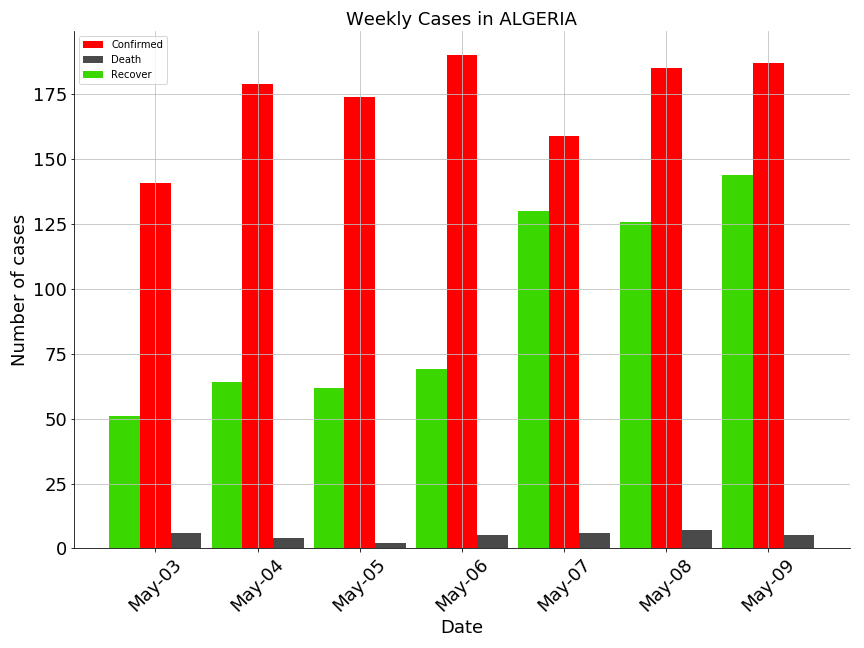 Weekly Cases in ALGERIA
Confirmed
Death
Recover
Number of cases
175
150
125
100
75
50
25
0
May-03
May-04
May-05
May-06
May-07
May-08
May-09
Date